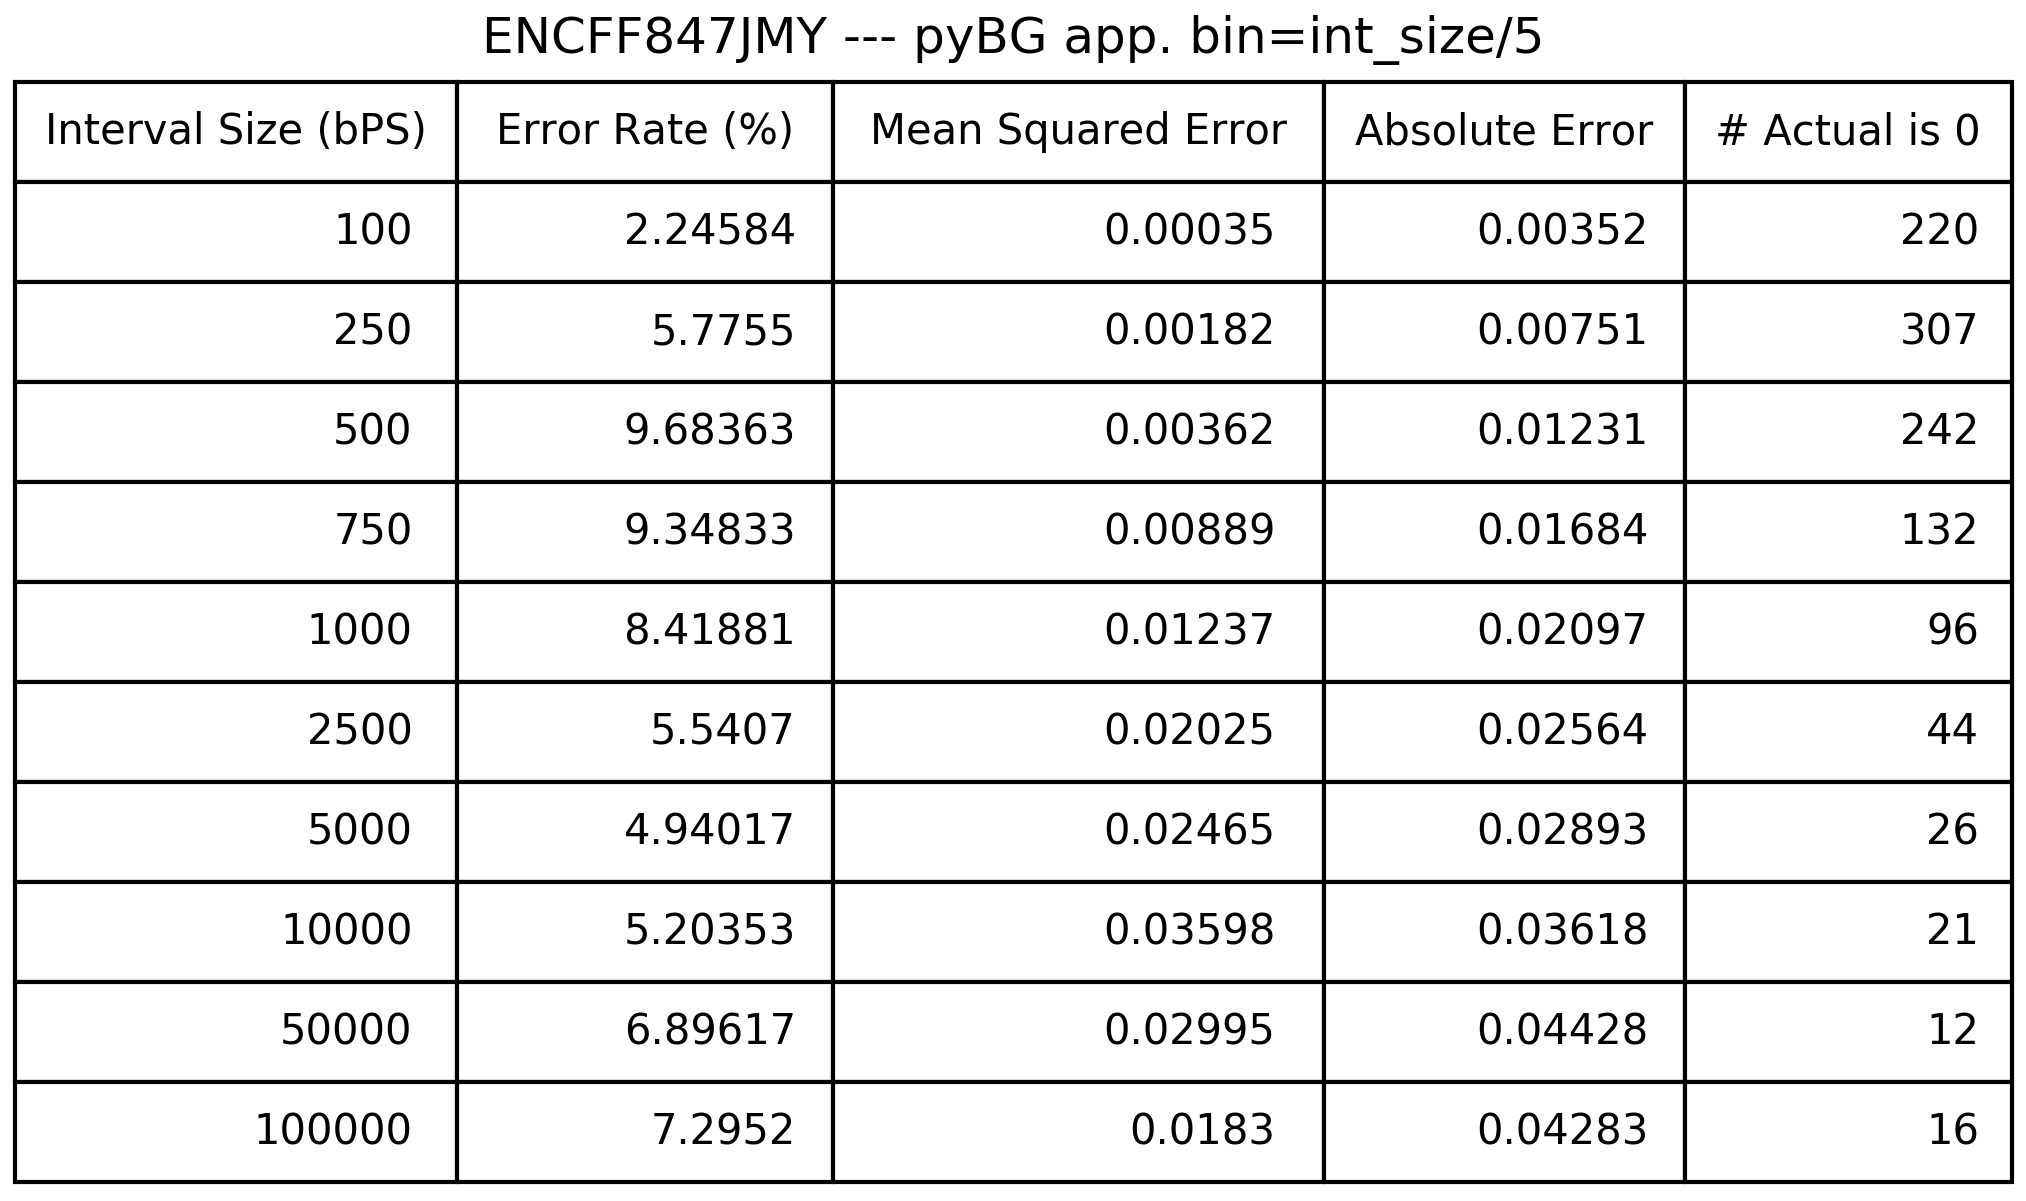 ENCFF847JMY --- pyBG app. bin=int_size/5
Interval Size (bPS) Error Rate (%) Mean Squared Error Absolute Error # Actual is 0
100 2.24584 0.00035 0.00352 220
250 5.7755 0.00182 0.00751 307
500 9.68363 0.00362 0.01231 242
750 9.34833 0.00889 0.01684 132
1000 8.41881 0.01237 0.02097 96
2500 5.5407 0.02025 0.02564 44
5000 4.94017 0.02465 0.02893 26
10000 5.20353 0.03598 0.03618 21
50000 6.89617 0.02995 0.04428 12
100000 7.2952 0.0183 0.04283 16